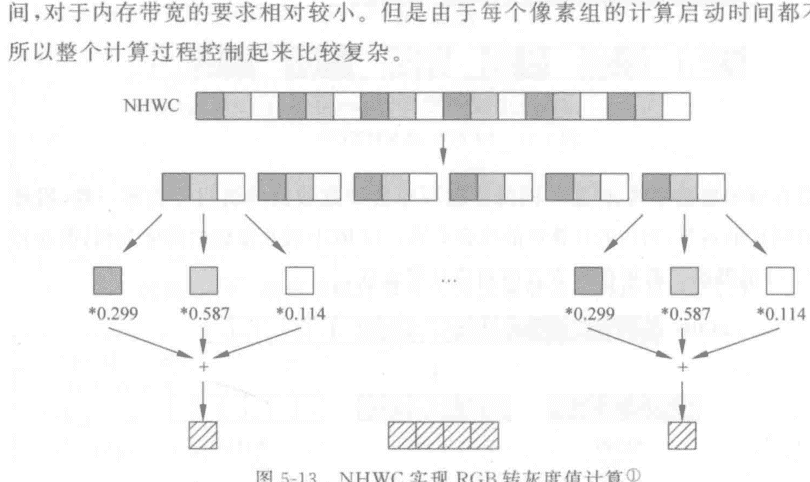 间,对于内存带宽的要求相对较小。但是由于每个像素组的计算启动时间都不
所以整个计算过程控制起来比较复杂。
NHWC
...
*0.299 *0.587 *0.114 *0.299 *0.587 *0.114
+ +
图 5-13 NHWC 实现 RGB 转灰度值计算①